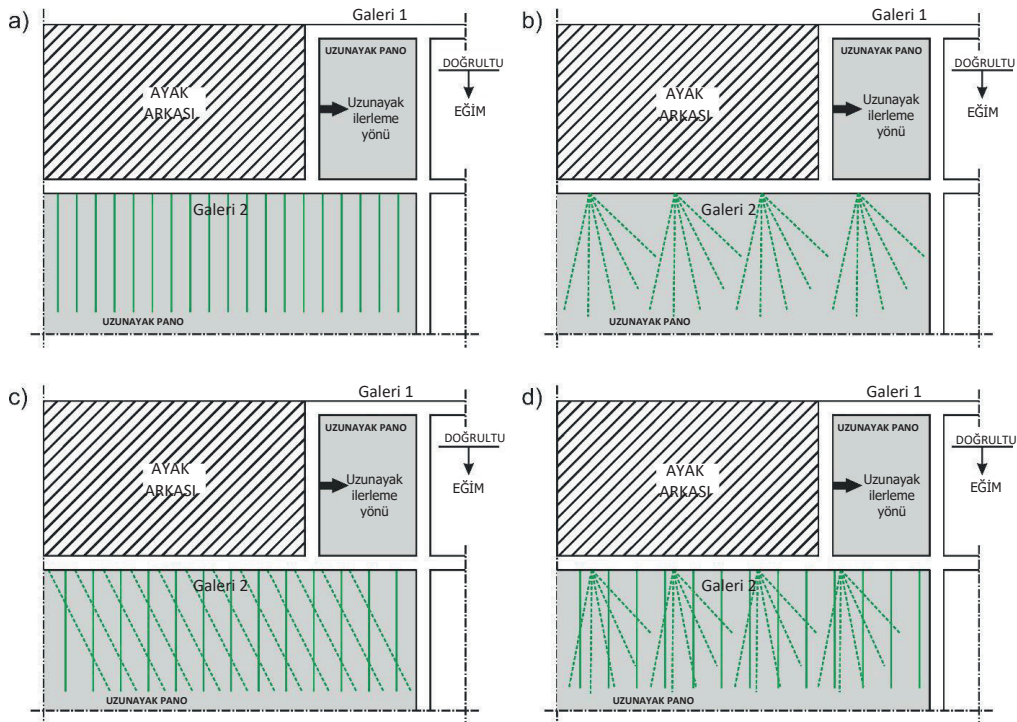 a)
Galeri 1
UZUNAYAK PANO
DOĞRULTU
AYAK
ARKASI
Uzunayak
ilerleme
yönü
EĞİM
Galeri 2
UZUNAYAK PANO
b)
Galeri 1
UZUNAYAK PANO
DOĞRULTU
AYAK
ARKASI
Uzunayak
ilerleme
yönü
EĞİM
Galeri 2
UZUNAYAK PANO
c)
Galeri 1
UZUNAYAK PANO
DOĞRULTU
AYAK
ARKASI
Uzunayak
ilerleme
yönü
EĞİM
Galeri 2
UZUNAYAK PANO
d)
Galeri 1
UZUNAYAK PANO
DOĞRULTU
AYAK
ARKASI
Uzunayak
ilerleme
yönü
EĞİM
Galeri 2
UZUNAYAK PANO